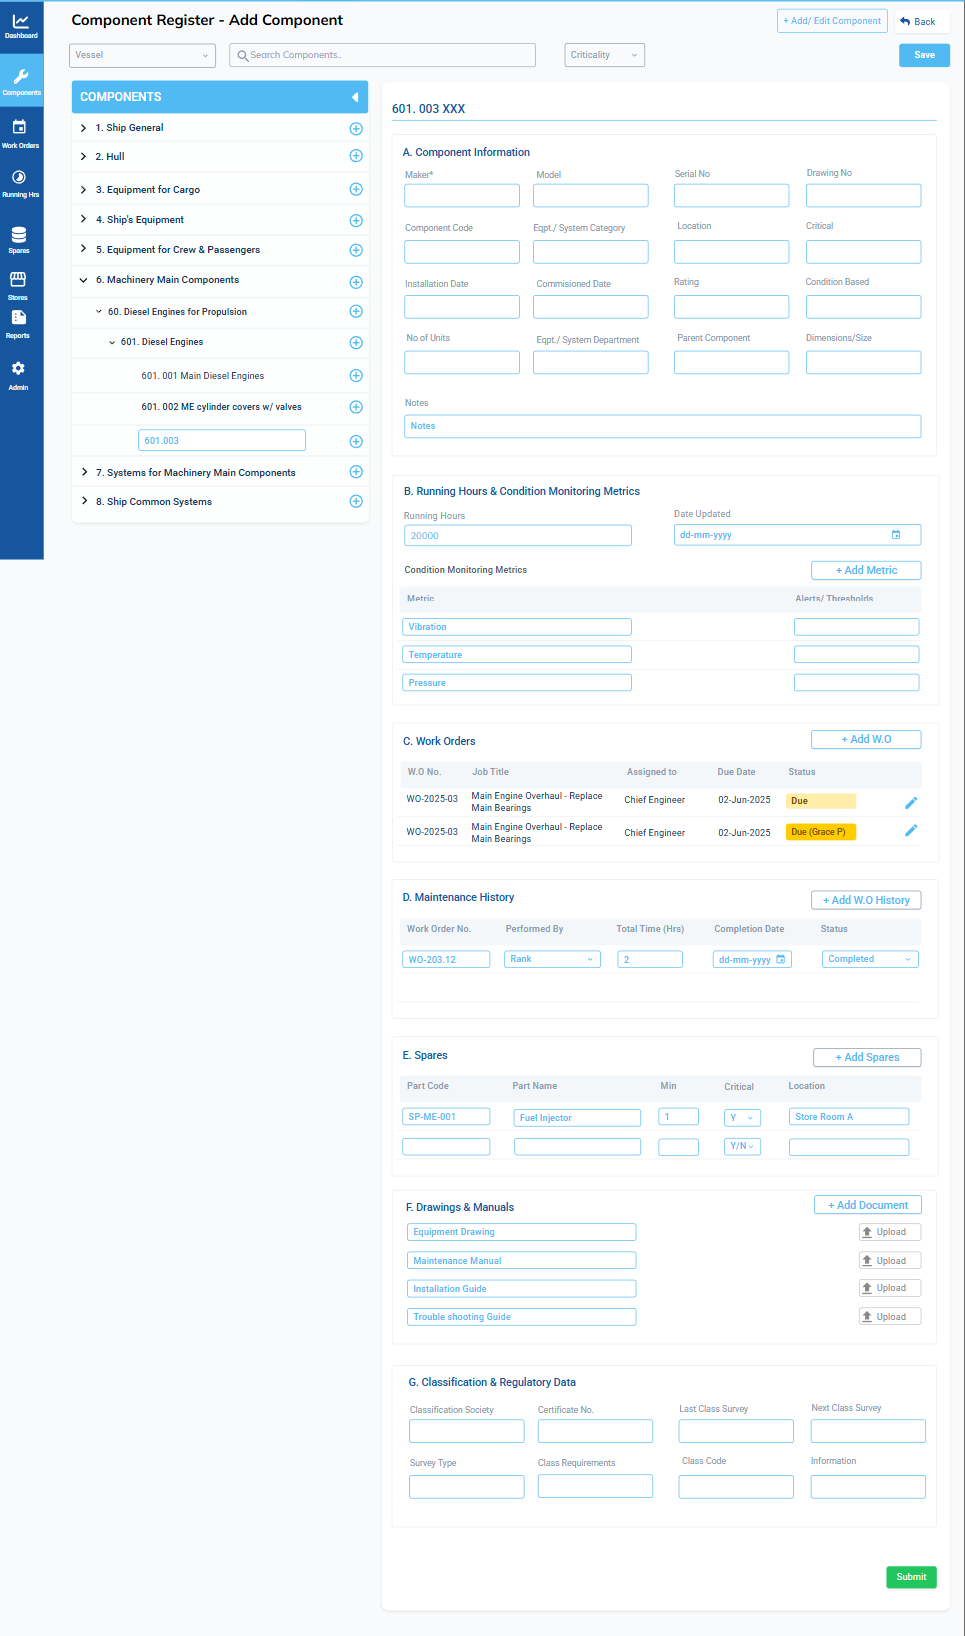 Component Register - Add Component
+ Add/ Edit Component
Back
Vessel
Search Components..
Criticality
Save
Dashboard
Components
Work Orders
Running Hrs
Spares
Stores
Reports
Admin
COMPONENTS
1. Ship General
2. Hull
3. Equipment for Cargo
4. Ship's Equipment
5. Equipment for Crew & Passengers
6. Machinery Main Components
60. Diesel Engines for Propulsion
601. Diesel Engines
601. 001 Main Diesel Engines
601. 002 ME cylinder covers w/ valves
601.003
7. Systems for Machinery Main Components
8. Ship Common Systems
601. 003 XXX
A. Component Information
Maker* Model Serial No Drawing No
Component Code Eqpt./ System Category Location Critical
Installation Date Commisioned Date Rating Condition Based
No of Units Eqpt./ System Department Parent Component Dimensions/Size
Notes
Notes
B. Running Hours & Condition Monitoring Metrics
Running Hours Date Updated
20000 dd-mm-yyyy
Condition Monitoring Metrics + Add Metric
Metric Alerts/ Thresholds
Vibration
Temperature
Pressure
C. Work Orders + Add W.O
W.O No. Job Title Assigned to Due Date Status
WO-2025-03 Main Engine Overhaul - Replace Main Bearings Chief Engineer 02-Jun-2025 Due
WO-2025-03 Main Engine Overhaul - Replace Main Bearings Chief Engineer 02-Jun-2025 Due (Grace P)
D. Maintenance History + Add W.O History
Work Order No. Performed By Total Time (Hrs) Completion Date Status
WO-203.12 Rank 2 dd-mm-yyyy Completed
E. Spares + Add Spares
Part Code Part Name Min Critical Location
SP-ME-001 Fuel Injector 1 Y Store Room A
Y/N
F. Drawings & Manuals + Add Document
Equipment Drawing Upload
Maintenance Manual Upload
Installation Guide Upload
Trouble shooting Guide Upload
G. Classification & Regulatory Data
Classification Society Certificate No. Last Class Survey Next Class Survey
Survey Type Class Requirements Class Code Information
Submit